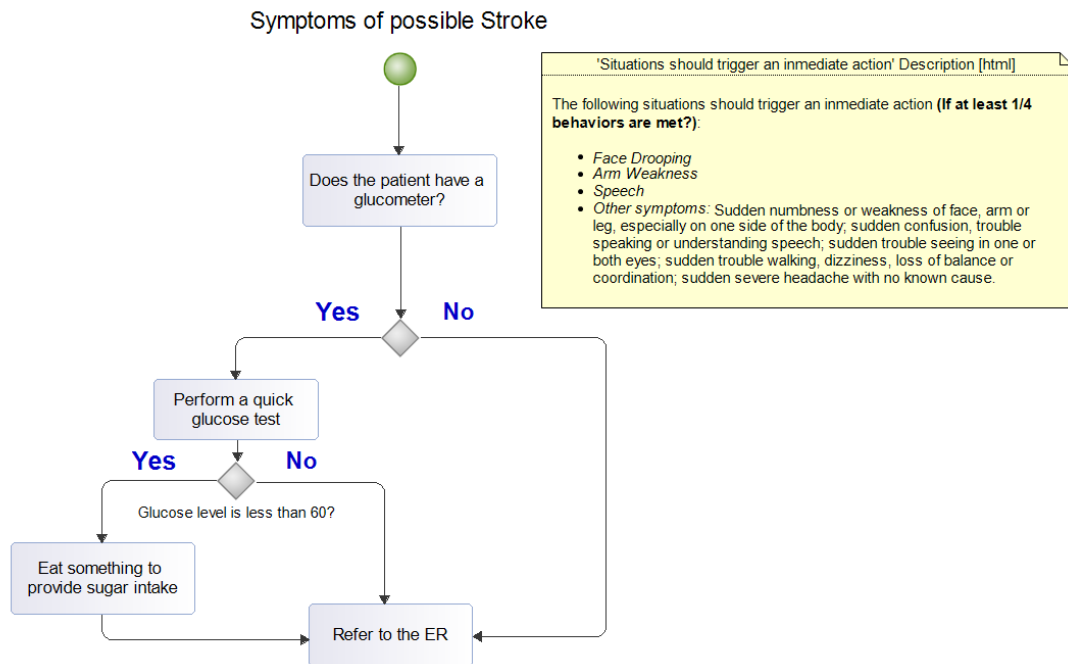 Symptoms of possible Stroke
'Situations should trigger an inmediate action' Description [html]
The following situations should trigger an inmediate action (If at least 1/4
behaviors are met?):
• Face Drooping
• Arm Weakness
• Speech
• Other symptoms: Sudden numbness or weakness of face, arm or
leg, especially on one side of the body; sudden confusion, trouble
speaking or understanding speech; sudden trouble seeing in one or
both eyes; sudden trouble walking, dizziness, loss of balance or
coordination; sudden severe headache with no known cause.
Does the patient have a
glucometer?
Yes
No
Perform a quick
glucose test
Yes
No
Glucose level is less than 60?
Eat something to
provide sugar intake
Refer to the ER